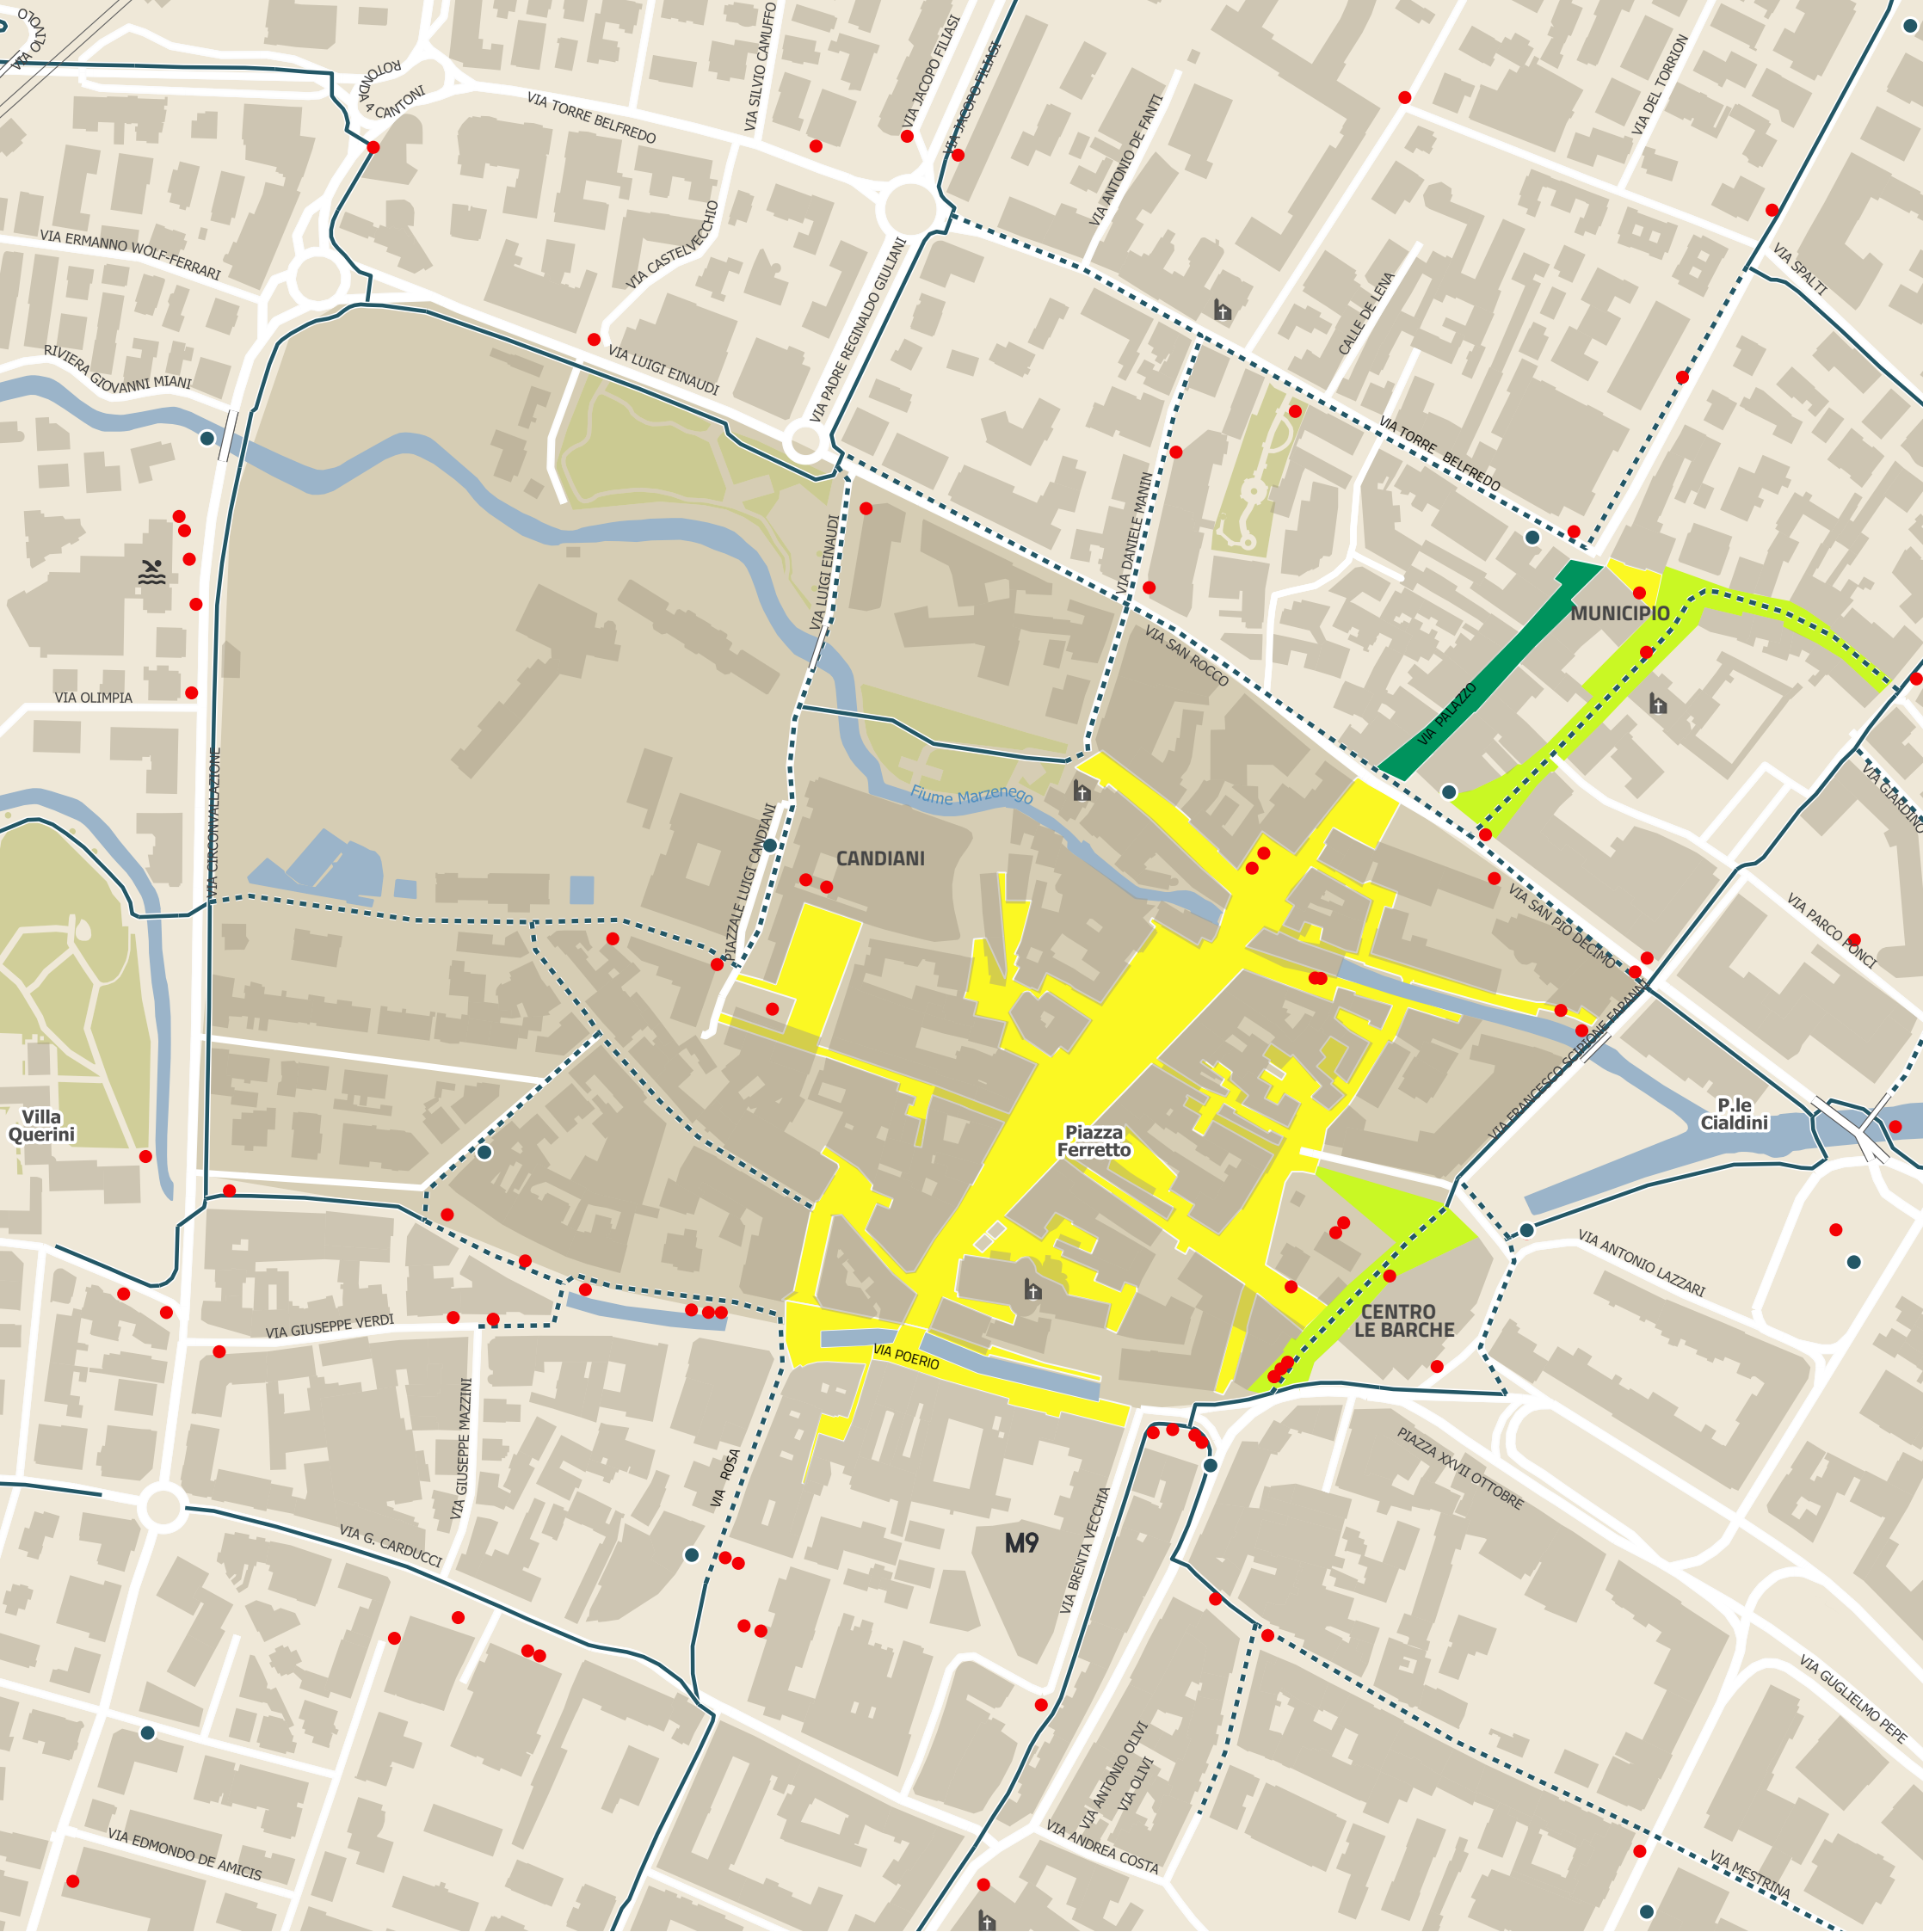 VIA OLIVOLO
ROTONDA 4 CANTONI
VIA TORRE BELFREDO
VIA SILVIO CAMUFFO
VIA JACOPO FILIASI
VIA JACOPO FILIASI
VIA ANTONIO DE FANTI
VIA DEL TORRION
VIA ERMANNO WOLF-FERRARI
VIA CASTELVECCHIO
VIA PADRE REGINALDO GIULIANI
VIA SPALTI
CALLE DE LENA
RIVIERA GIOVANNI MIANI
VIA LUIGI EINAUDI
VIA TORRE BELFREDO
VIA DANIELE MANIN
VIA LUIGI EINAUDI
MUNICIPIO
VIA SAN ROCCO
VIA OLIMPIA
VIA PALAZZO
VIA CIRCONVALLAZIONE
Fiume Marzenego
VIA GIARDINO
PIAZZALE LUIGI CANDIANI
CANDIANI
VIA SAN PIO DECIMO
VIA PARCO PONCI
VIA FRANCESCO SCIPIONE FAPANNI
Villa
Querini
P.le
Cialdini
Piazza
Ferretto
VIA ANTONIO LAZZARI
VIA GIUSEPPE VERDI
CENTRO
LE BARCHE
VIA POERIO
VIA GIUSEPPE MAZZINI
VIA ROSA
PIAZZA XXVII OTTOBRE
VIA G. CARDUCCI
M9
VIA BRENTA VECCHIA
VIA GUGLIELMO PEPE
VIA ANTONIO OLIVI
VIA OLIVI
VIA ANDREA COSTA
VIA EDMONDO DE AMICIS
VIA MESTRINA